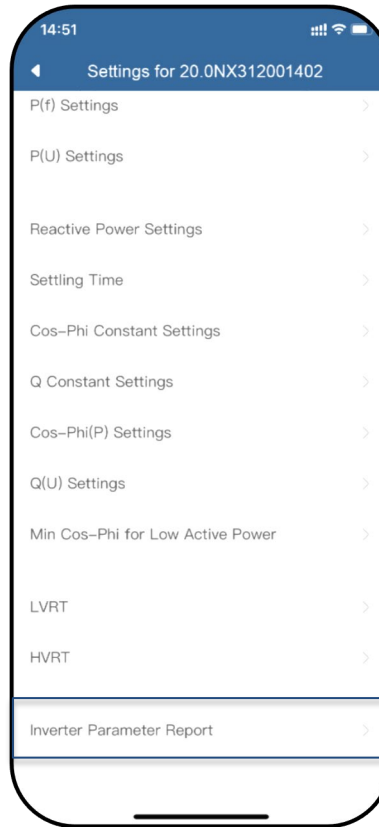 14:51
Settings for 20.0NX312001402
P(f) Settings
P(U) Settings
Reactive Power Settings
Settling Time
Cos-Phi Constant Settings
Q Constant Settings
Cos-Phi(P) Settings
Q(U) Settings
Min Cos-Phi for Low Active Power
LVRT
HVRT
Inverter Parameter Report